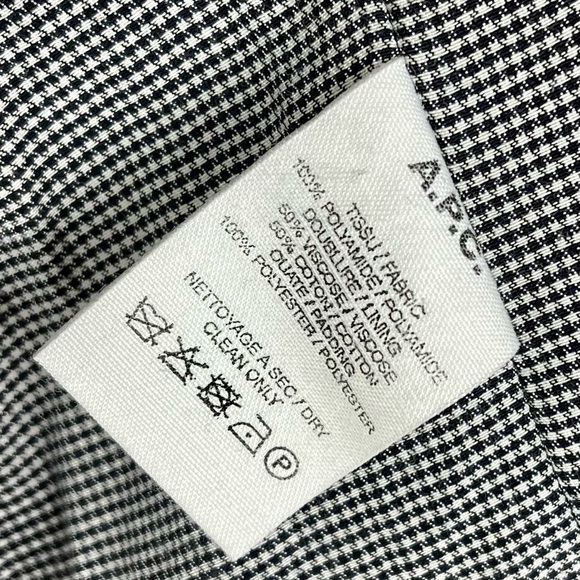 A.P.C.
TISSU / FABRIC
100% POLYAMIDE / POLYAMIDE
DOUBLURE / LINING
50% VISCOSE / VISCOSE
50% COTON / COTTON
OUATE / PADDING
100% POLYESTER / POLYESTER
NETTOYAGE A SEC / DRY
CLEAN ONLY
P